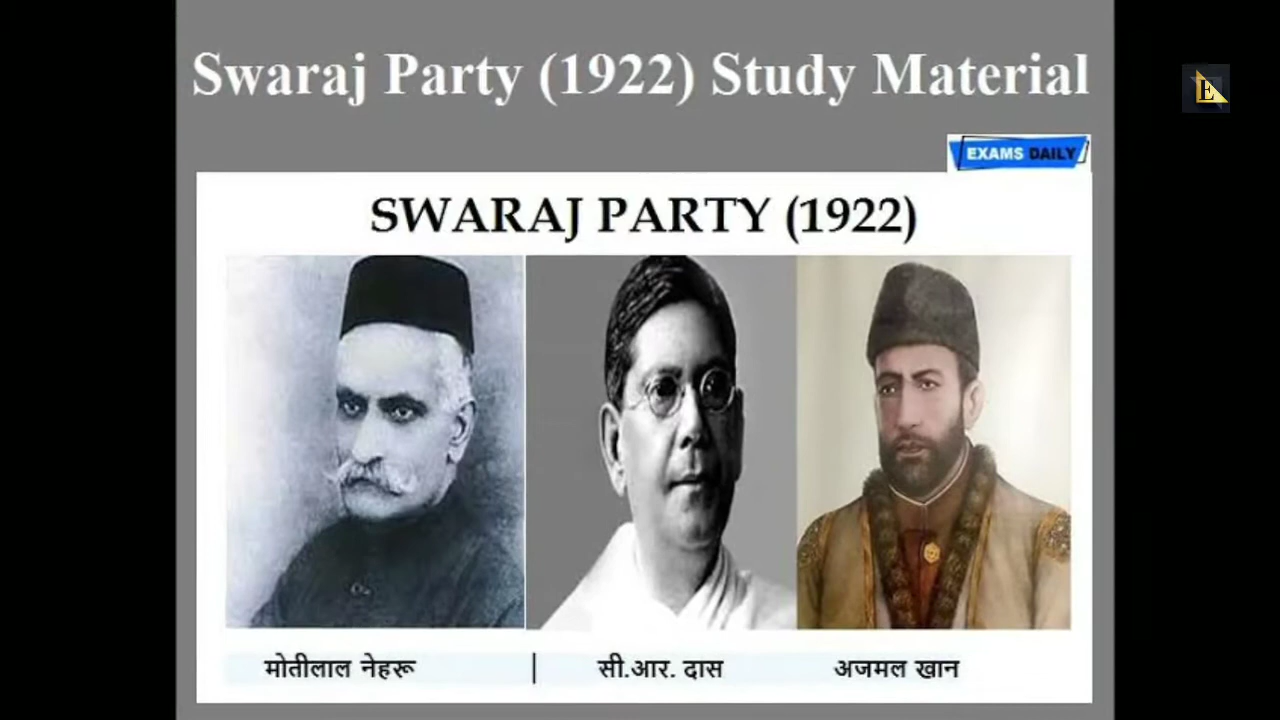 Swaraj Party (1922) Study Material
E
EXAMS DAILY
SWARAJ PARTY (1922)
मोतीलाल नेहरू | सी.आर. दास अजमल खान